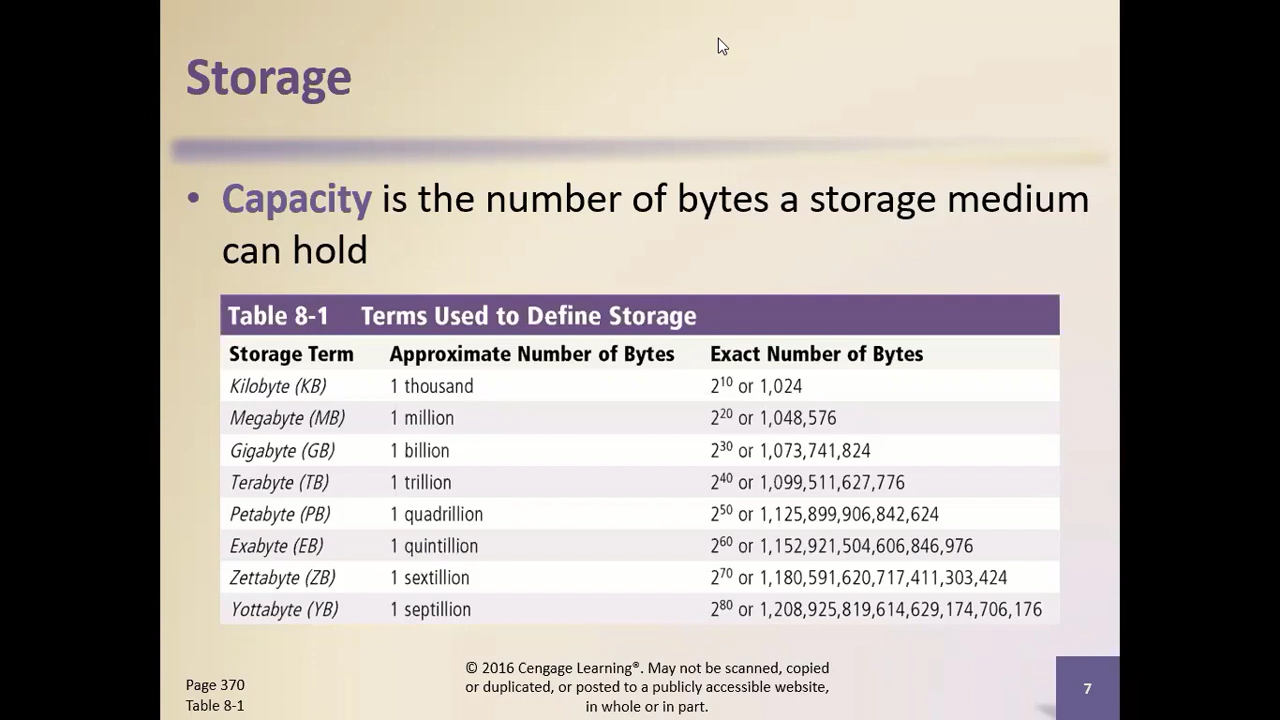 Storage
• Capacity is the number of bytes a storage medium
can hold
Table 8-1 Terms Used to Define Storage
Storage Term Approximate Number of Bytes Exact Number of Bytes
Kilobyte (KB) 1 thousand 2¹⁰ or 1,024
Megabyte (MB) 1 million 2²⁰ or 1,048,576
Gigabyte (GB) 1 billion 2³⁰ or 1,073,741,824
Terabyte (TB) 1 trillion 2⁴⁰ or 1,099,511,627,776
Petabyte (PB) 1 quadrillion 2⁵⁰ or 1,125,899,906,842,624
Exabyte (EB) 1 quintillion 2⁶⁰ or 1,152,921,504,606,846,976
Zettabyte (ZB) 1 sextillion 2⁷⁰ or 1,180,591,620,717,411,303,424
Yottabyte (YB) 1 septillion 2⁸⁰ or 1,208,925,819,614,629,174,706,176
Page 370
Table 8-1
© 2016 Cengage Learning®. May not be scanned, copied
or duplicated, or posted to a publicly accessible website,
in whole or in part.
7